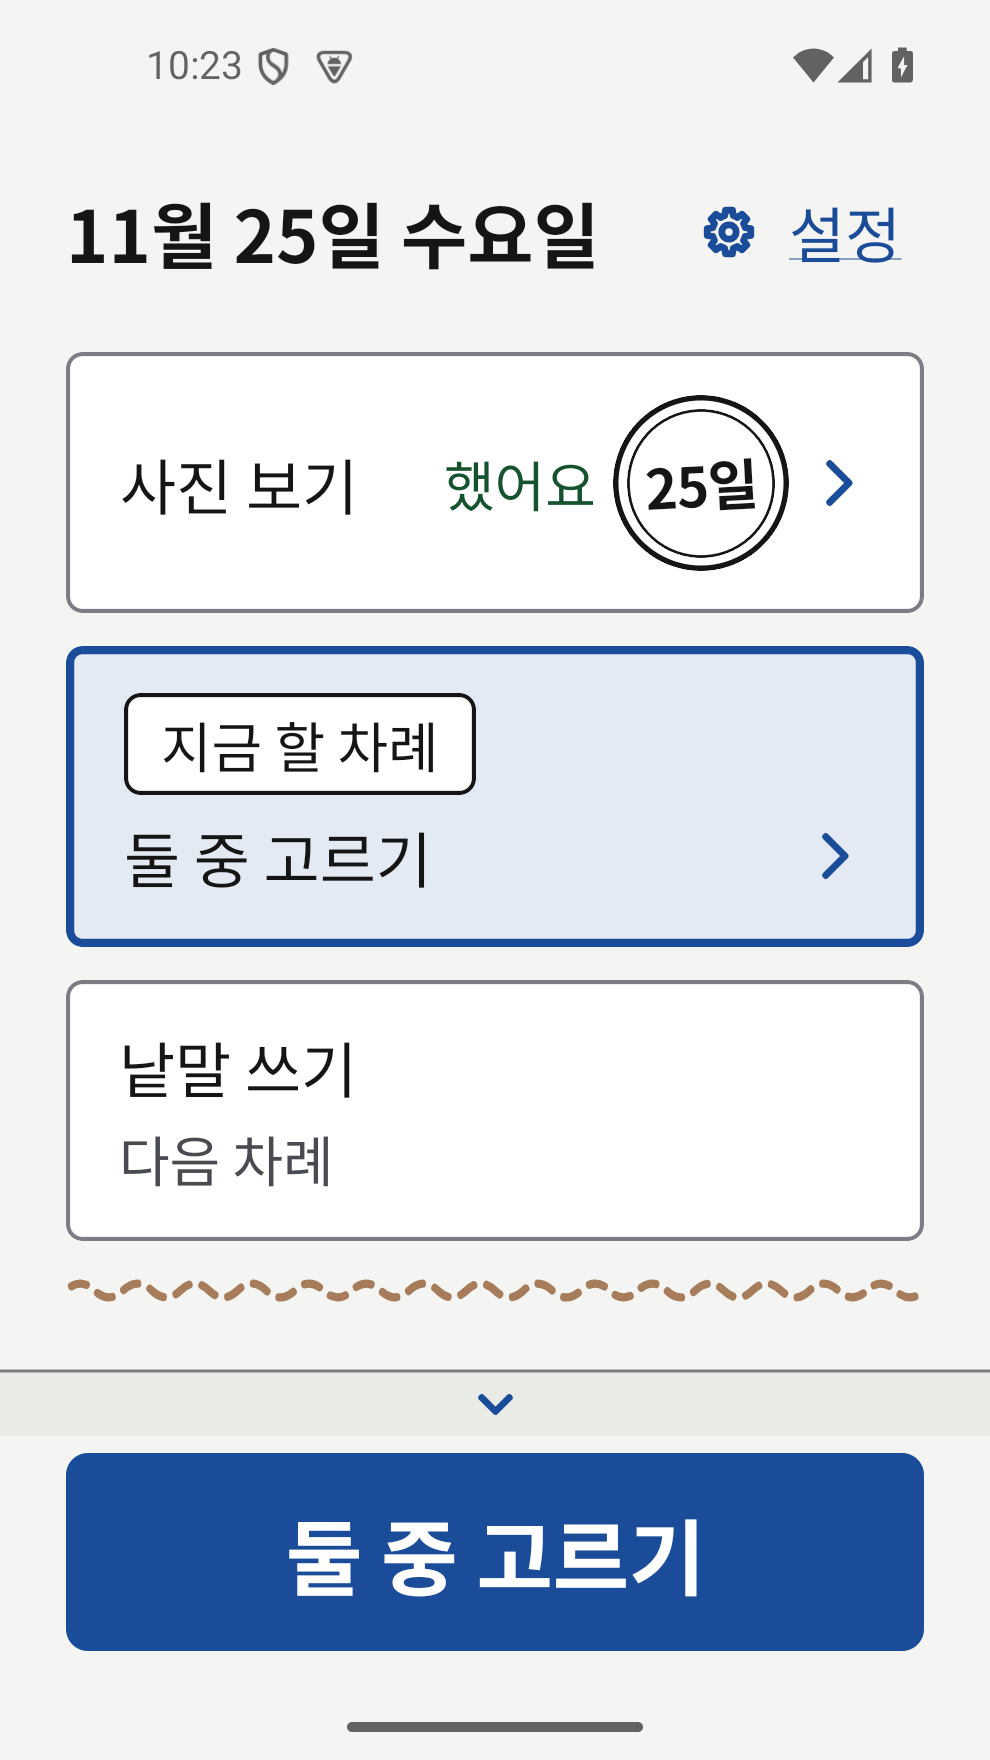 10:23
11월 25일 수요일
설정
사진 보기
했어요
25일
지금 할 차례
둘 중 고르기
낱말 쓰기
다음 차례
둘 중 고르기